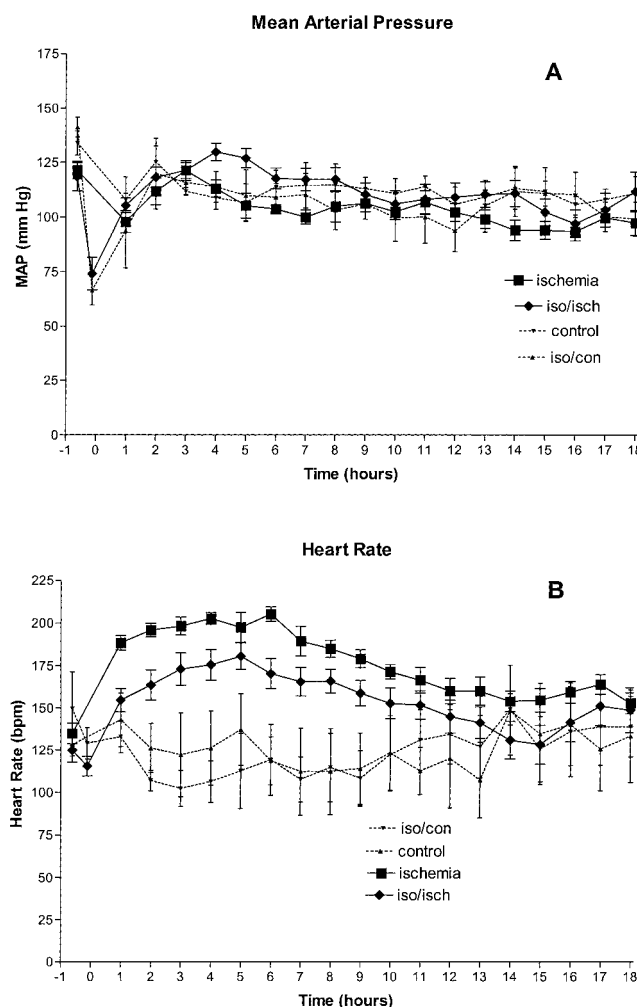 Mean Arterial Pressure
A
175
150
125
100
75
50
25
0
MAP (mm Hg)
ischemia
iso/isch
control
iso/con
-1 0 1 2 3 4 5 6 7 8 9 10 11 12 13 14 15 16 17 18
Time (hours)
Heart Rate
B
225
200
175
150
125
100
75
50
25
0
Heart Rate (bpm)
iso/con
control
ischemia
iso/isch
-1 0 1 2 3 4 5 6 7 8 9 10 11 12 13 14 15 16 17 18
Time (hours)